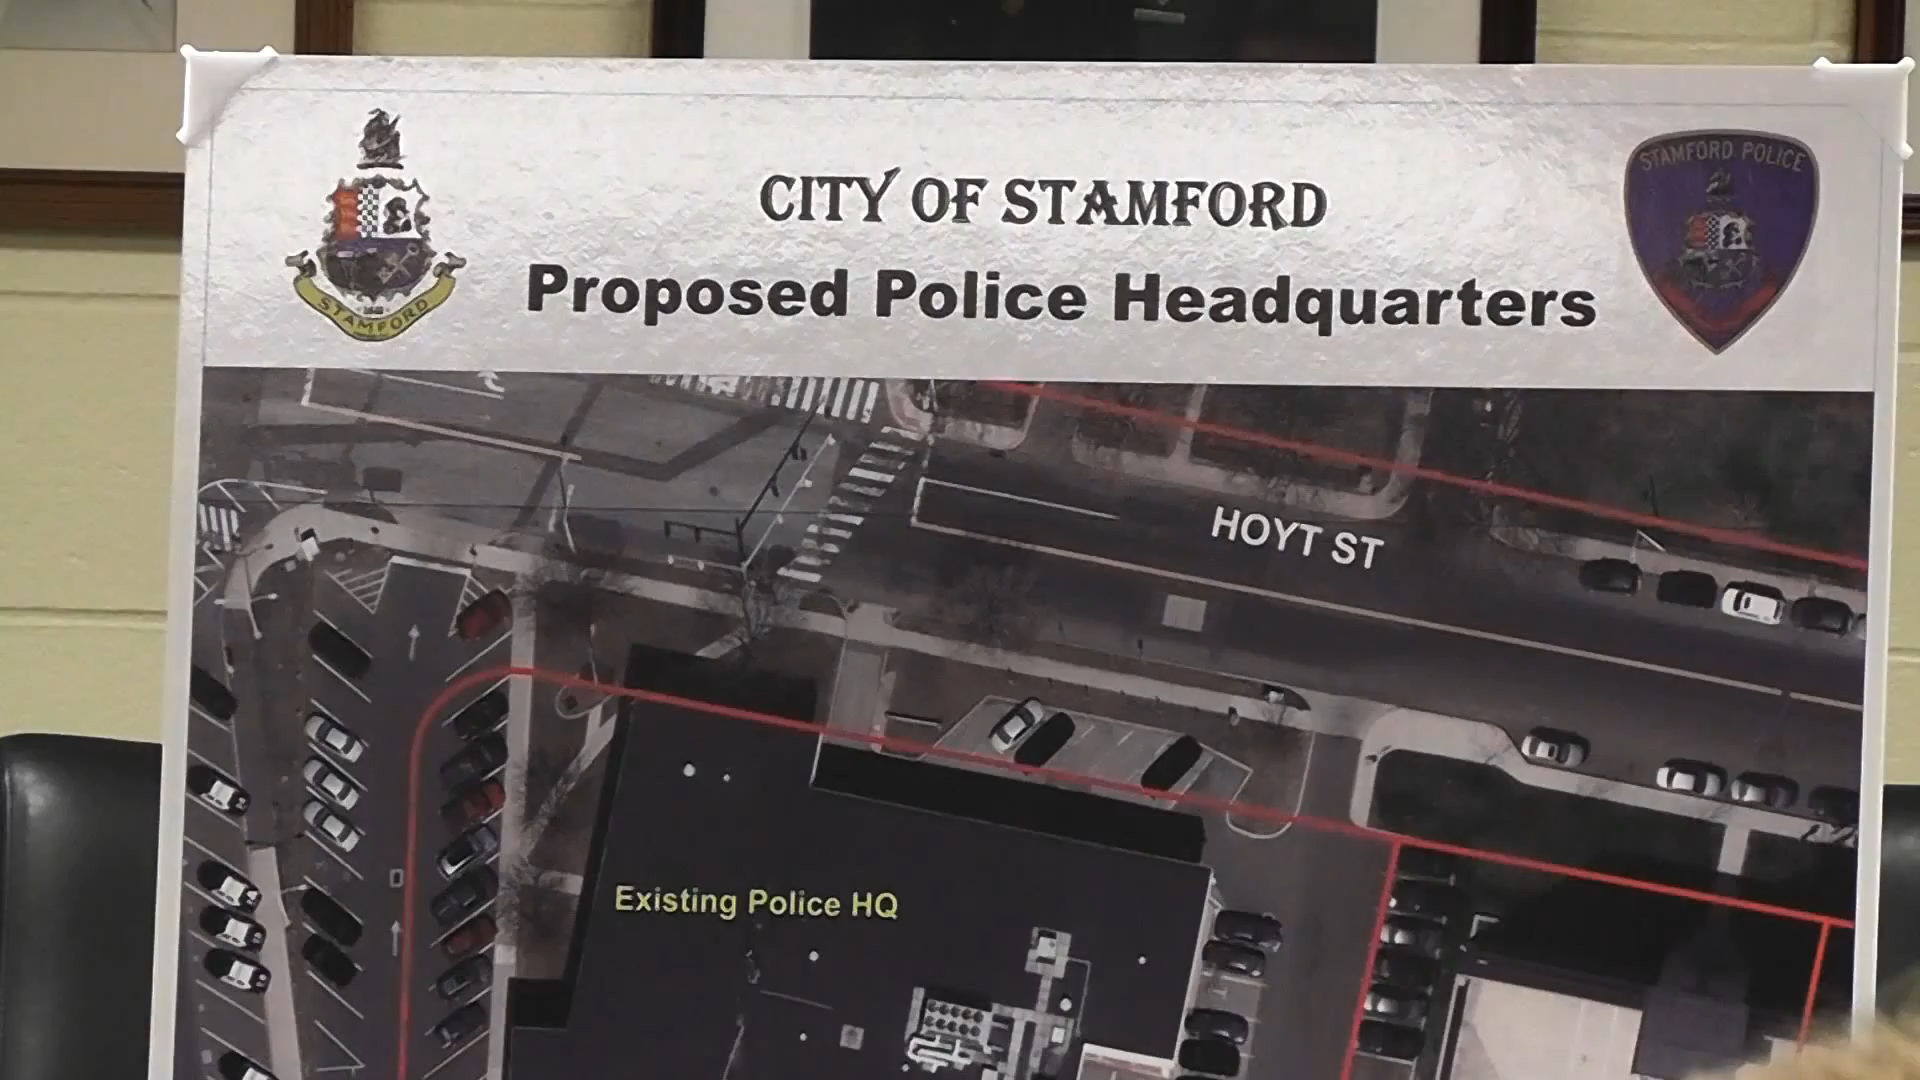 CITY OF STAMFORD
Proposed Police Headquarters
STAMFORD
STAMFORD POLICE
HOYT ST
Existing Police HQ